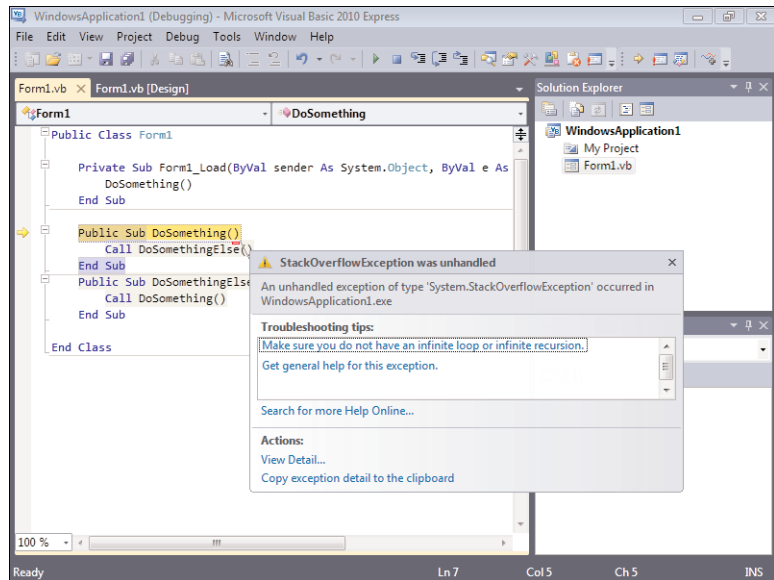 WindowsApplication1 (Debugging) - Microsoft Visual Basic 2010 Express
File Edit View Project Debug Tools Window Help
Form1.vb Form1.vb [Design]
Form1 DoSomething
Public Class Form1
Private Sub Form1_Load(ByVal sender As System.Object, ByVal e As
DoSomething()
End Sub
Public Sub DoSomething()
Call DoSomethingElse()
End Sub
Public Sub DoSomethingElse
Call DoSomething()
End Sub
End Class
StackOverflowException was unhandled
An unhandled exception of type 'System.StackOverflowException' occurred in
WindowsApplication1.exe
Troubleshooting tips:
Make sure you do not have an infinite loop or infinite recursion.
Get general help for this exception.
Search for more Help Online...
Actions:
View Detail...
Copy exception detail to the clipboard
Solution Explorer
WindowsApplication1
My Project
Form1.vb
100 %
Ready Ln 7 Col 5 Ch 5 INS